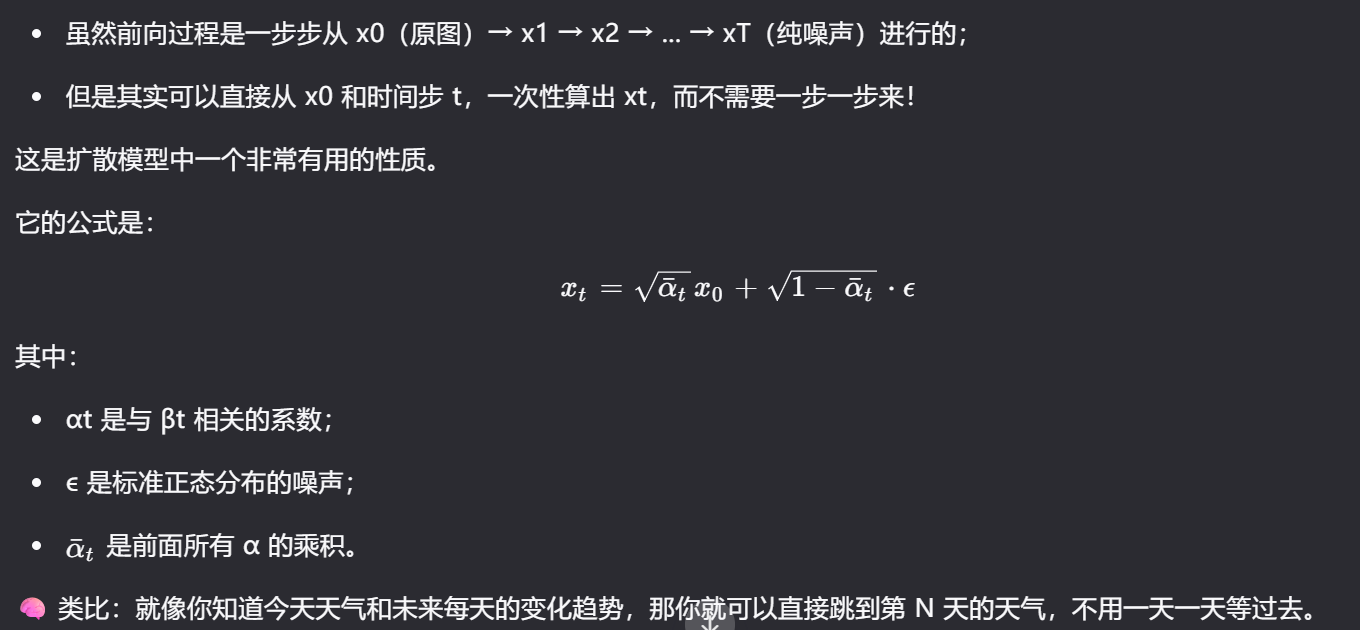 • 虽然前向过程是一步步从 x0（原图）→ x1 → x2 → ... → xT（纯噪声）进行的；
• 但是其实可以直接从 x0 和时间步 t，一次性算出 xt，而不需要一步一步来！
这是扩散模型中一个非常有用的性质。
它的公式是：
$x_t = \sqrt{\bar{\alpha}_t} x_0 + \sqrt{1 - \bar{\alpha}_t} \cdot \epsilon$
其中：
• αt 是与 βt 相关的系数；
• ϵ 是标准正态分布的噪声；
• $\bar{\alpha}_t$ 是前面所有 α 的乘积。
🧠 类比：就像你知道今天天气和未来每天的变化趋势，那你就可以直接跳到第 N 天的天气，不用一天一天等过去。